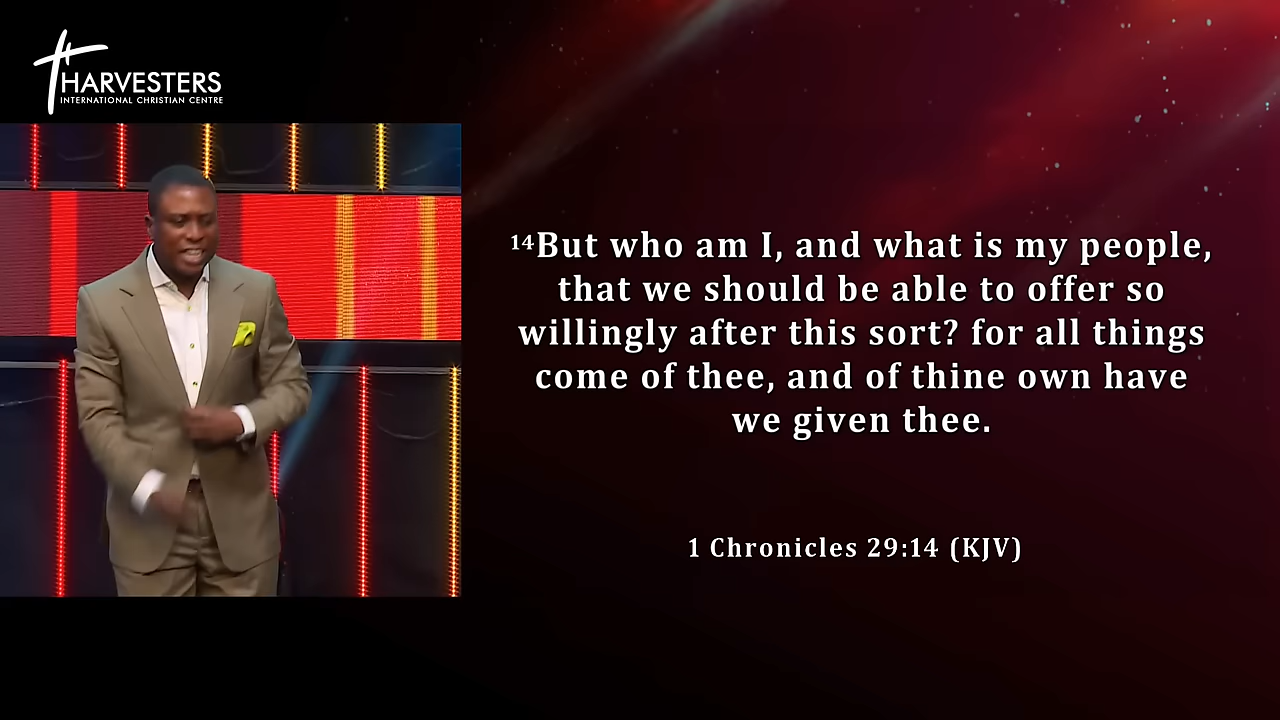 HARVESTERS
INTERNATIONAL CHRISTIAN CENTRE
¹⁴But who am I, and what is my people,
that we should be able to offer so
willingly after this sort? for all things
come of thee, and of thine own have
we given thee.
1 Chronicles 29:14 (KJV)